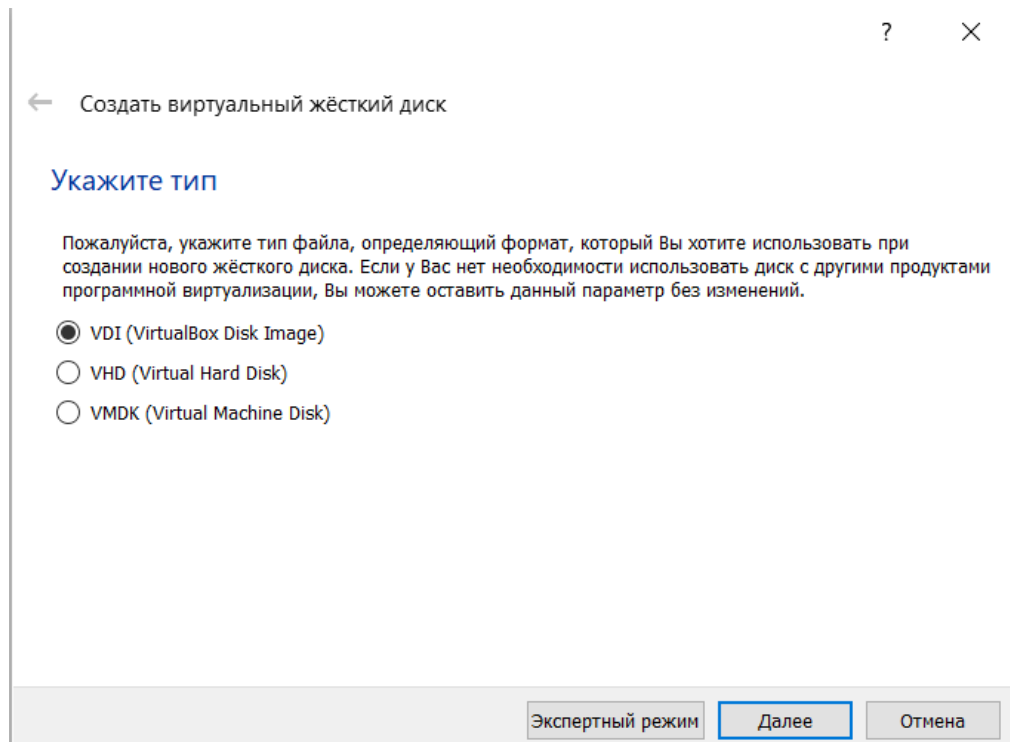 ?
Создать виртуальный жёсткий диск
Укажите тип
Пожалуйста, укажите тип файла, определяющий формат, который Вы хотите использовать при
создании нового жёсткого диска. Если у Вас нет необходимости использовать диск с другими продуктами
программной виртуализации, Вы можете оставить данный параметр без изменений.
VDI (VirtualBox Disk Image)
VHD (Virtual Hard Disk)
VMDK (Virtual Machine Disk)
Экспертный режим Далее Отмена